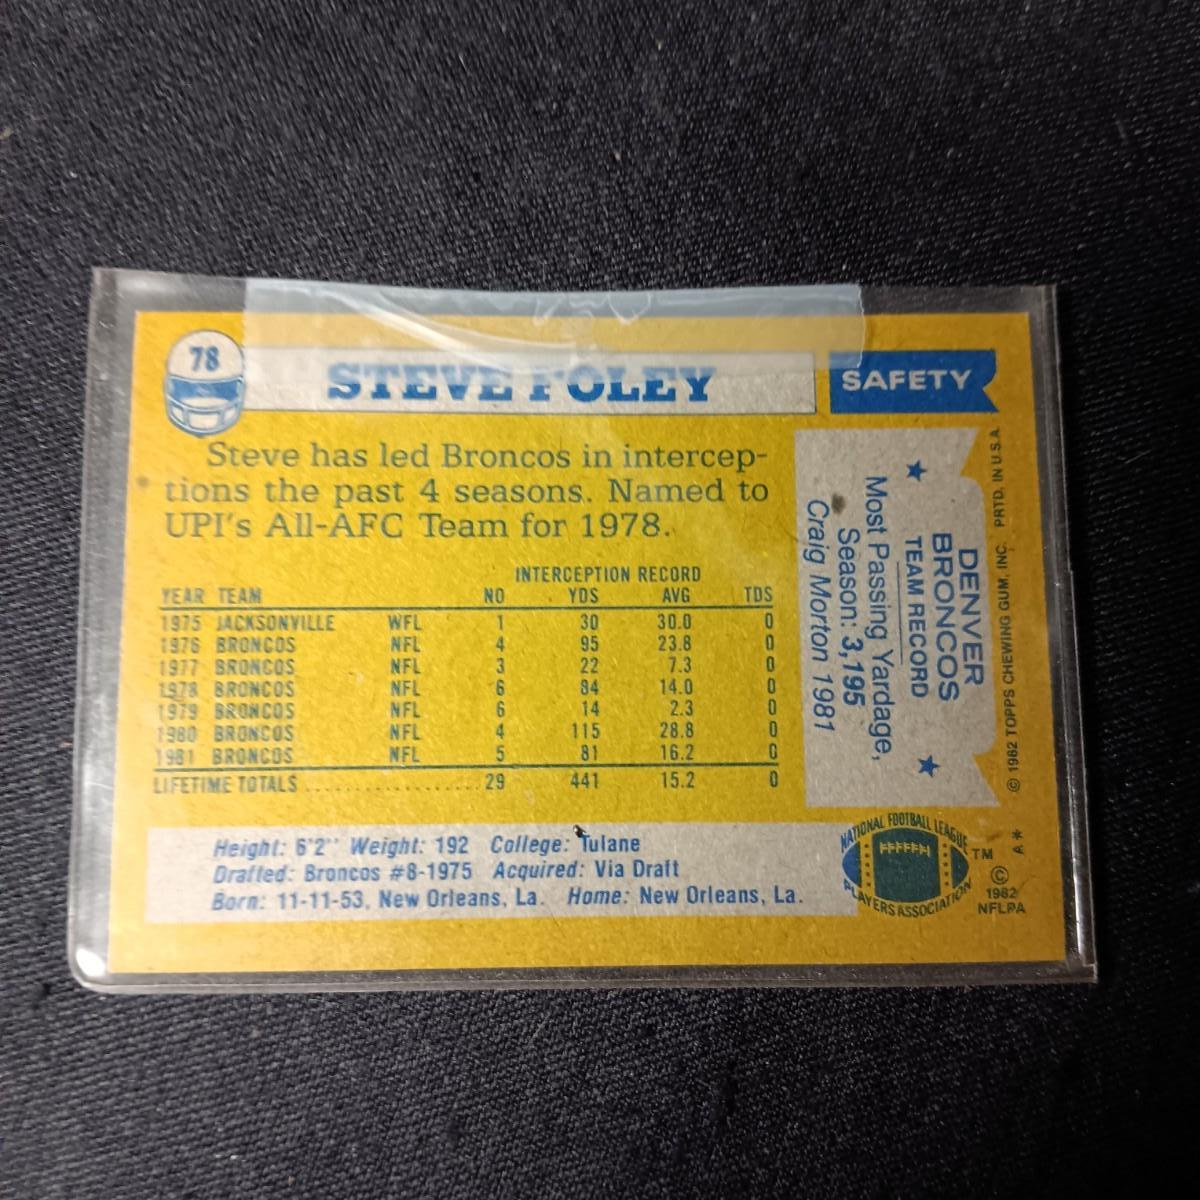 78
STEVE FOLEY
SAFETY
Steve has led Broncos in intercep-
tions the past 4 seasons. Named to
UPI's All-AFC Team for 1978.
INTERCEPTION RECORD
YEAR TEAM NO YDS AVG TDS
1975 JACKSONVILLE WFL 1 30 30.0 0
1976 BRONCOS NFL 4 95 23.8 0
1977 BRONCOS NFL 3 22 7.3 0
1978 BRONCOS NFL 6 84 14.0 0
1979 BRONCOS NFL 6 14 2.3 0
1980 BRONCOS NFL 4 115 28.8 0
1981 BRONCOS NFL 5 81 16.2 0
LIFETIME TOTALS ................ 29 441 15.2 0
Height: 6'2" Weight: 192 College: Tulane
Drafted: Broncos #8-1975 Acquired: Via Draft
Born: 11-11-53, New Orleans, La. Home: New Orleans, La.
DENVER
BRONCOS
TEAM RECORD
Most Passing Yardage,
Season: 3,195
Craig Morton 1981
© 1982 TOPPS CHEWING GUM, INC. PRTD. IN U.S.A.
NATIONAL FOOTBALL LEAGUE
PLAYERS ASSOCIATION
TM
©
1982
NFLPA
A*